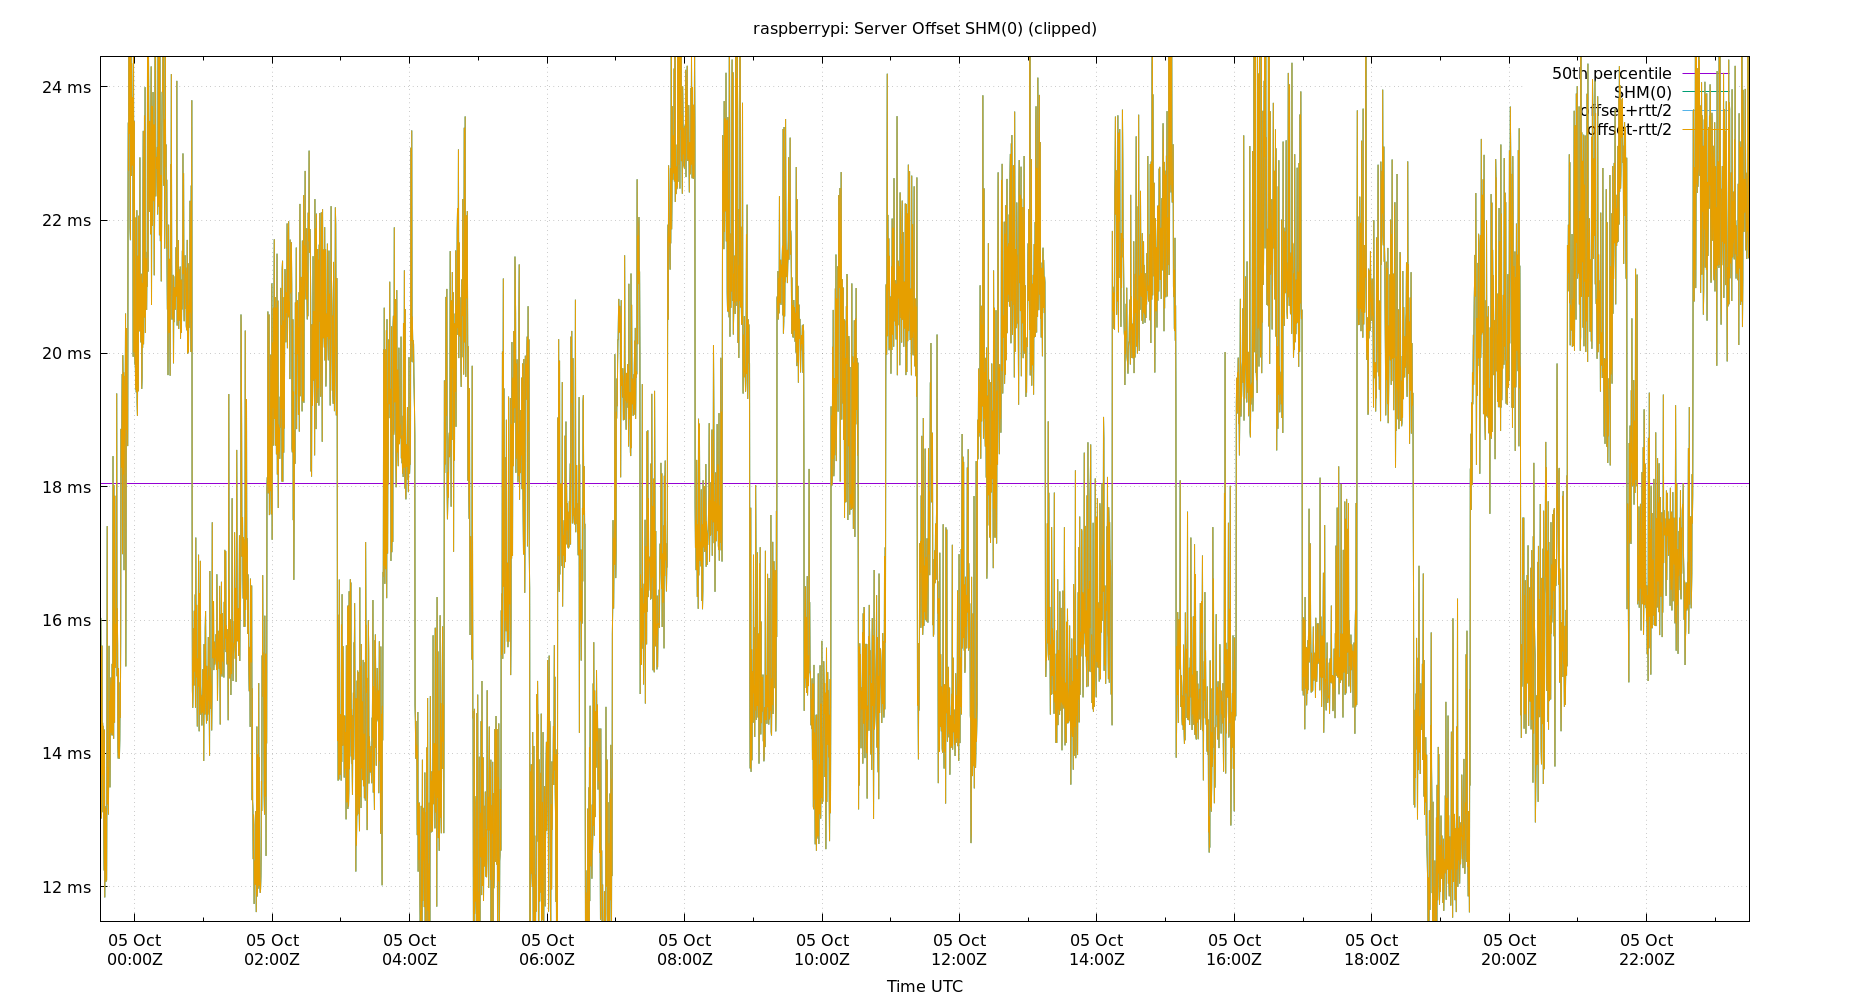 raspberrypi: Server Offset SHM(0) (clipped)
50th percentile
SHM(0)
offset+rtt/2
offset-rtt/2
24 ms
22 ms
20 ms
18 ms
16 ms
14 ms
12 ms
05 Oct 05 Oct 05 Oct 05 Oct 05 Oct 05 Oct 05 Oct 05 Oct 05 Oct 05 Oct 05 Oct 05 Oct
00:00Z 02:00Z 04:00Z 06:00Z 08:00Z 10:00Z 12:00Z 14:00Z 16:00Z 18:00Z 20:00Z 22:00Z
Time UTC